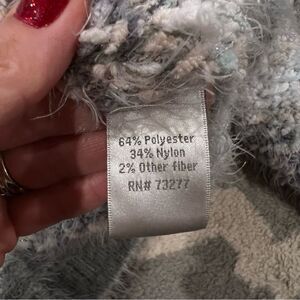 64% Polyester
34% Nylon
2% Other fiber
RN# 73277